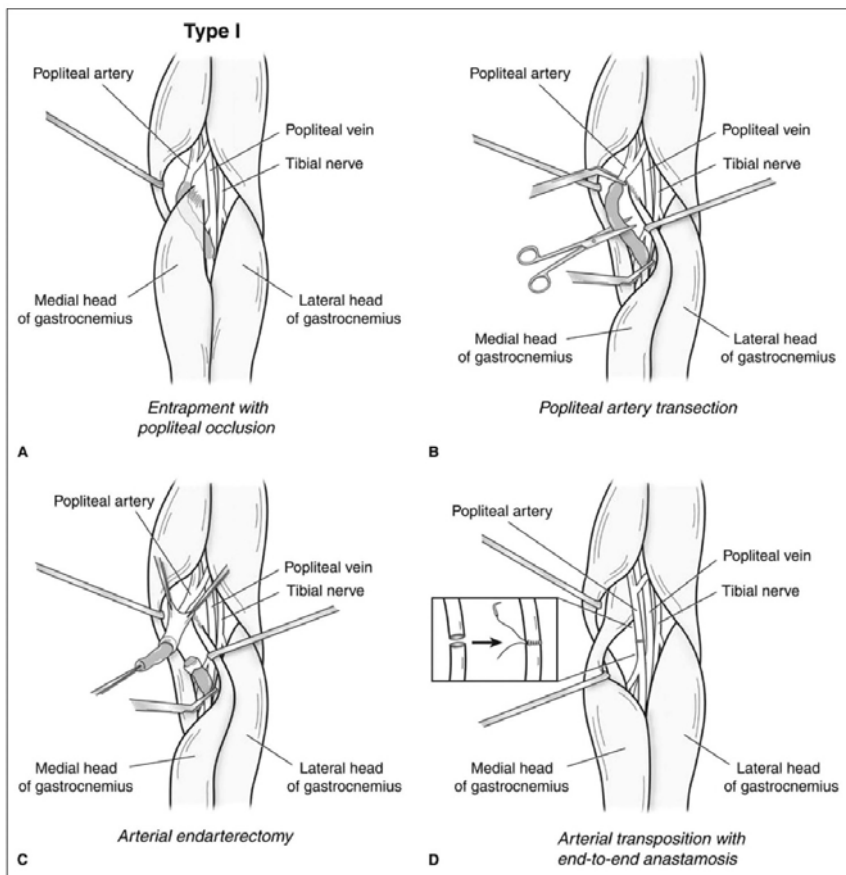 Type I
Popliteal artery
Popliteal vein
Tibial nerve
Medial head
of gastrocnemius
Lateral head
of gastrocnemius
Entrapment with
popliteal occlusion
A
Popliteal artery
Popliteal vein
Tibial nerve
Medial head
of gastrocnemius
Lateral head
of gastrocnemius
Popliteal artery transection
B
Popliteal artery
Popliteal vein
Tibial nerve
Medial head
of gastrocnemius
Lateral head
of gastrocnemius
Arterial endarterectomy
C
Popliteal artery
Popliteal vein
Tibial nerve
Medial head
of gastrocnemius
Lateral head
of gastrocnemius
Arterial transposition with
end-to-end anastamosis
D